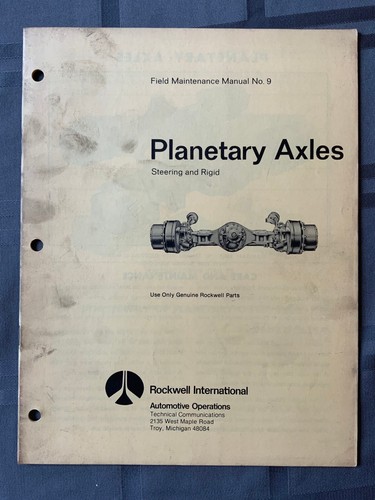 Field Maintenance Manual No. 9
Planetary Axles
Steering and Rigid
Use Only Genuine Rockwell Parts
Rockwell International
Automotive Operations
Technical Communications
2135 West Maple Road
Troy, Michigan 48084